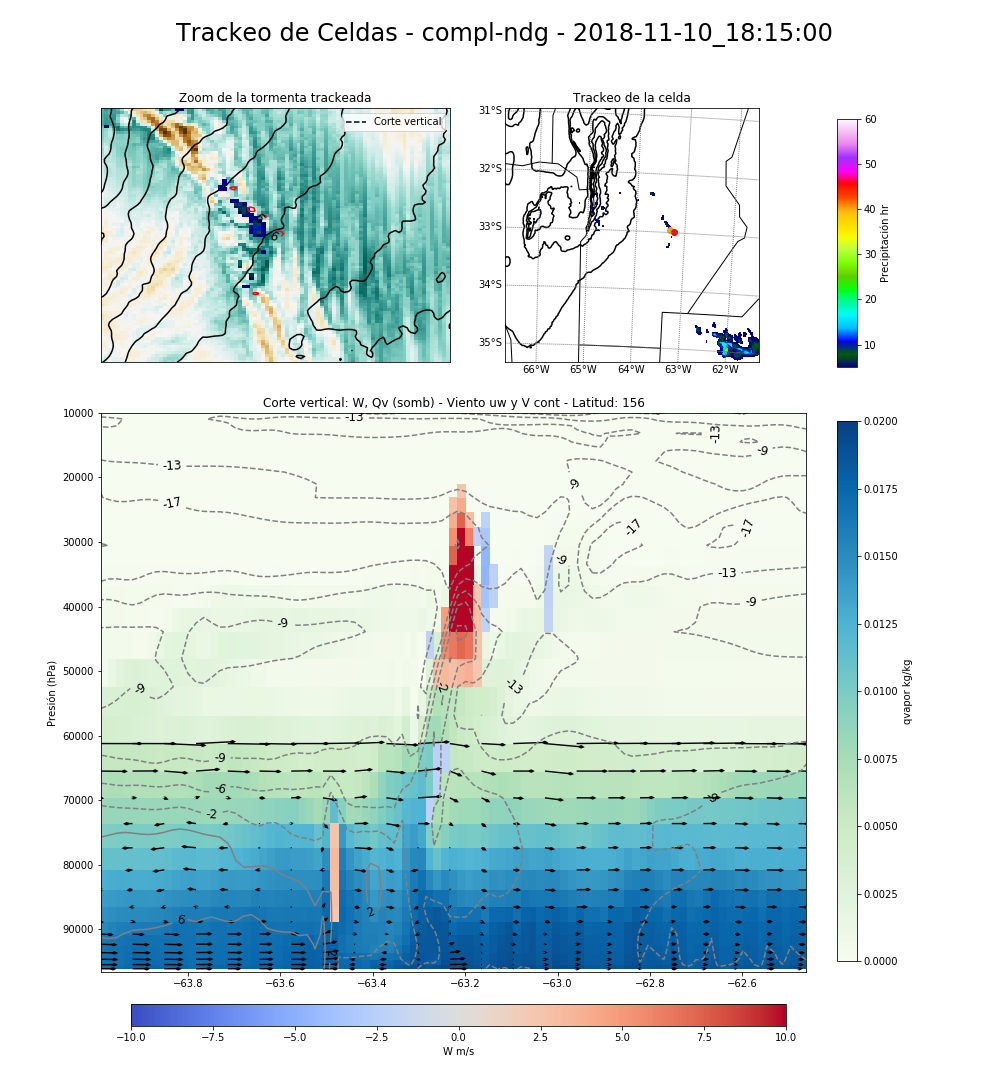 Trackeo de Celdas - compl-ndg - 2018-11-10_18:15:00
Zoom de la tormenta trackeada
Corte vertical
6
Trackeo de la celda
31°S
32°S
33°S
34°S
35°S
66°W 65°W 64°W 63°W 62°W
60
50
40
30
20
10
Precipitación hr
Corte vertical: W, Qv (somb) - Viento uw y V cont - Latitud: 156
Presión (hPa)
10000
20000
30000
40000
50000
60000
70000
80000
90000
-13
-13
-9
-13
-17
-9
-17
-17
-9
-13
-9
-9
-9
-2
-13
-9
-6
-9
-2
2
6
−63.8 −63.6 −63.4 −63.2 −63.0 −62.8 −62.6
0.0200
0.0175
0.0150
0.0125
0.0100
0.0075
0.0050
0.0025
0.0000
qvapor kg/kg
−10.0 −7.5 −5.0 −2.5 0.0 2.5 5.0 7.5 10.0
W m/s